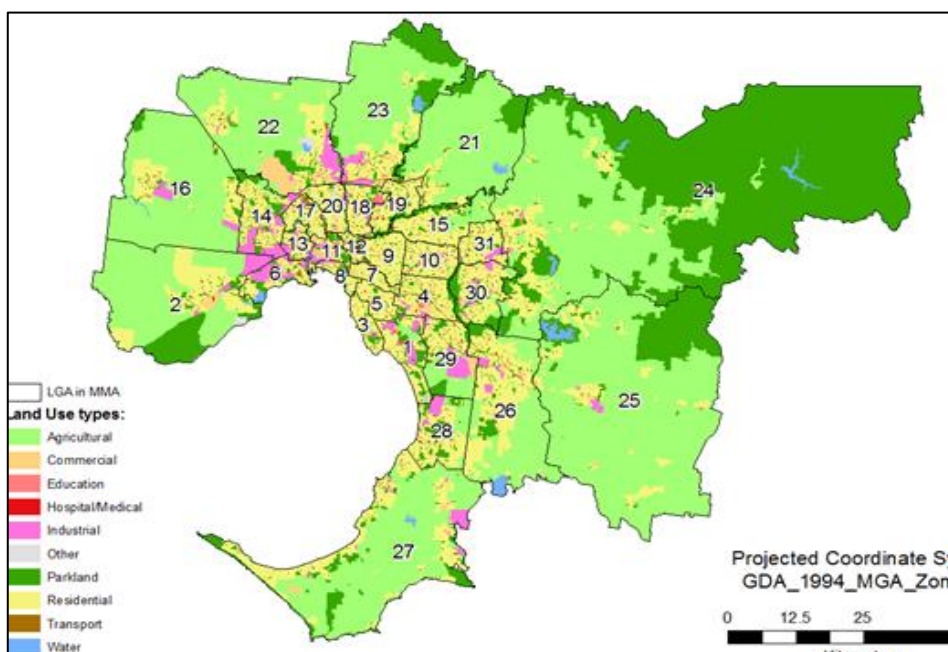 23
22
21
24
16
14
17
20
18
19
15
13
11
12
9
10
31
6
8
7
2
5
4
30
3
1
29
26
25
28
27
LGA in MMA
Land Use types:
Agricultural
Commercial
Education
Hospital/Medical
Industrial
Other
Parkland
Residential
Transport
Water
Projected Coordinate Sy
GDA_1994_MGA_Zon
0 12.5 25